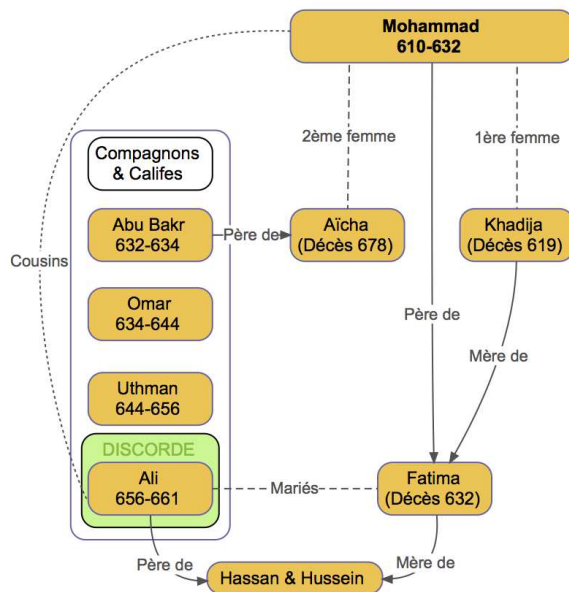 Mohammad
610-632
2ème femme
1ère femme
Compagnons
& Califes
Abu Bakr
632-634
Père de
Aïcha
(Décès 678)
Khadija
(Décès 619)
Cousins
Omar
634-644
Père de
Mère de
Uthman
644-656
DISCORDE
Ali
656-661
Mariés
Fatima
(Décès 632)
Père de
Mère de
Hassan & Hussein